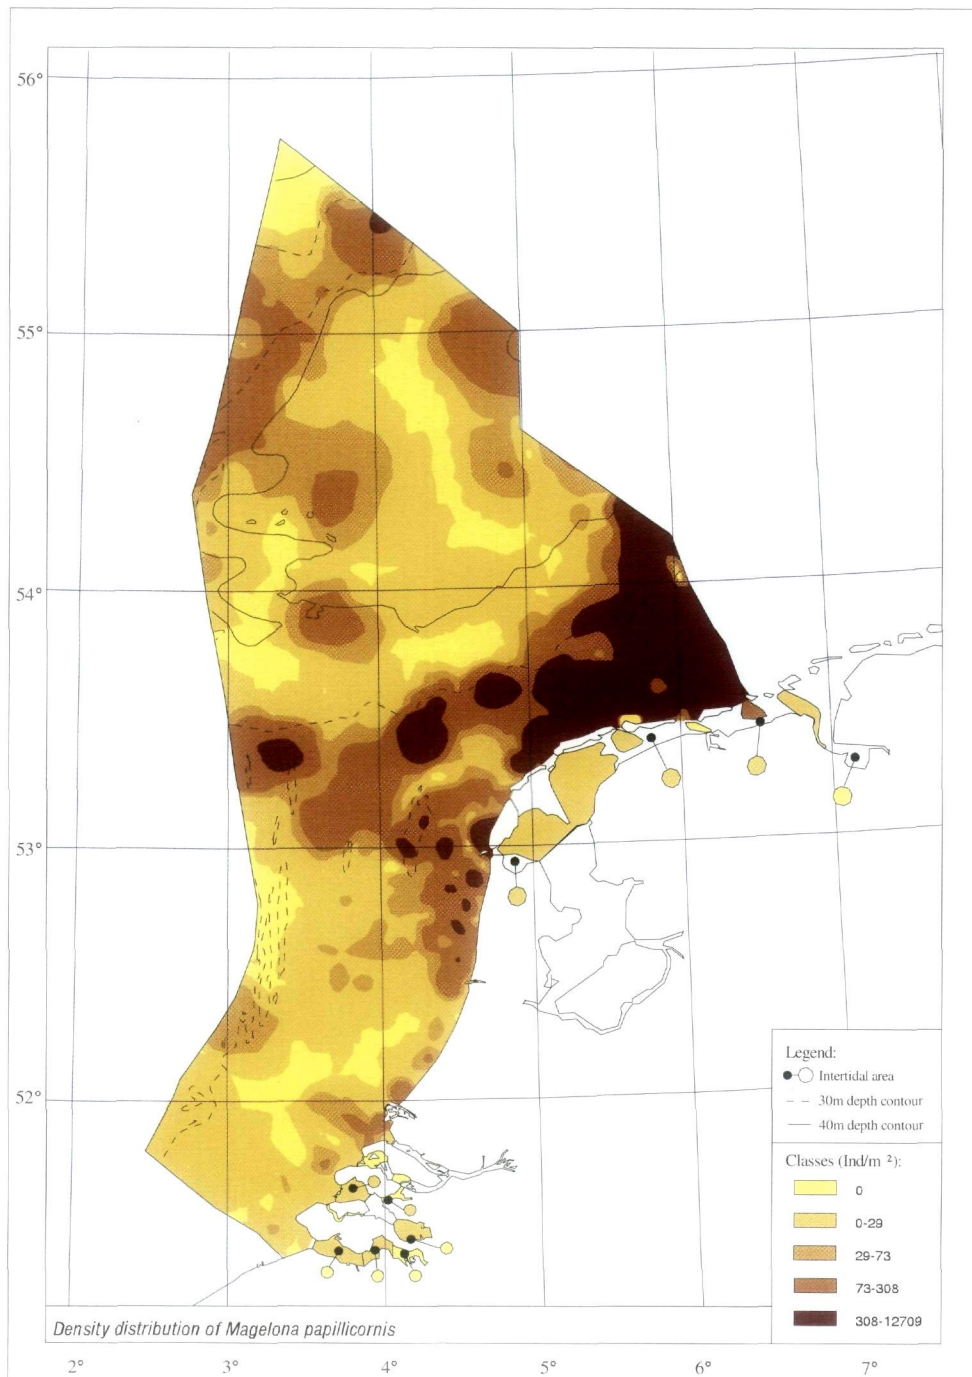 56°
55°
54°
53°
52°
Legend:
Intertidal area
30m depth contour
40m depth contour
Classes (Ind/m ²):
0
0-29
29-73
73-308
308-12709
Density distribution of Magelona papillicornis
2°
3°
4°
5°
6°
7°